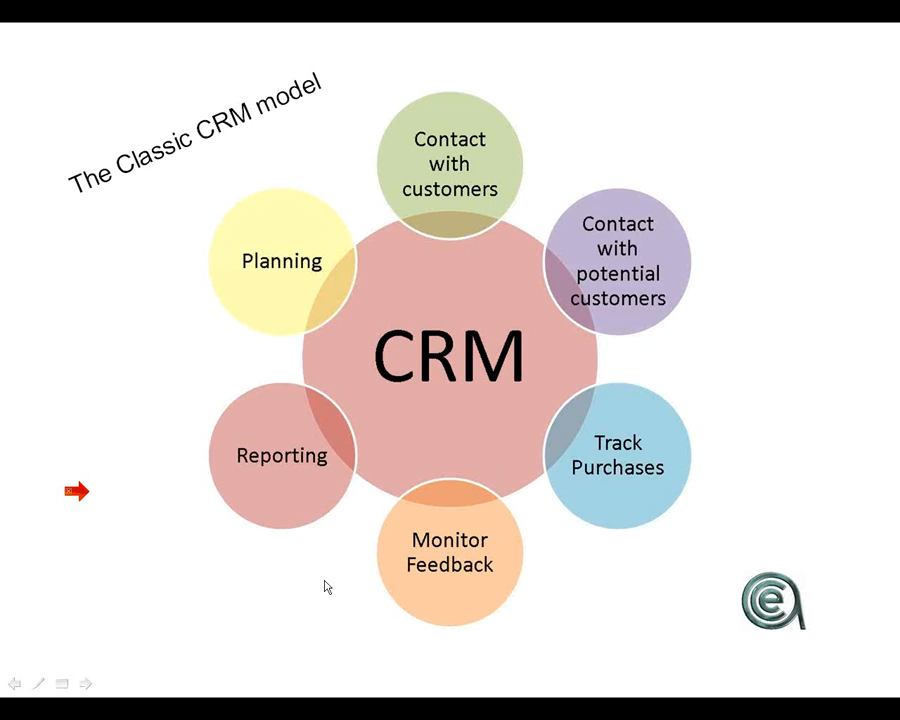 The Classic CRM model
Contact
with
customers
Contact
with
potential
customers
Planning
CRM
Track
Purchases
Reporting
Monitor
Feedback